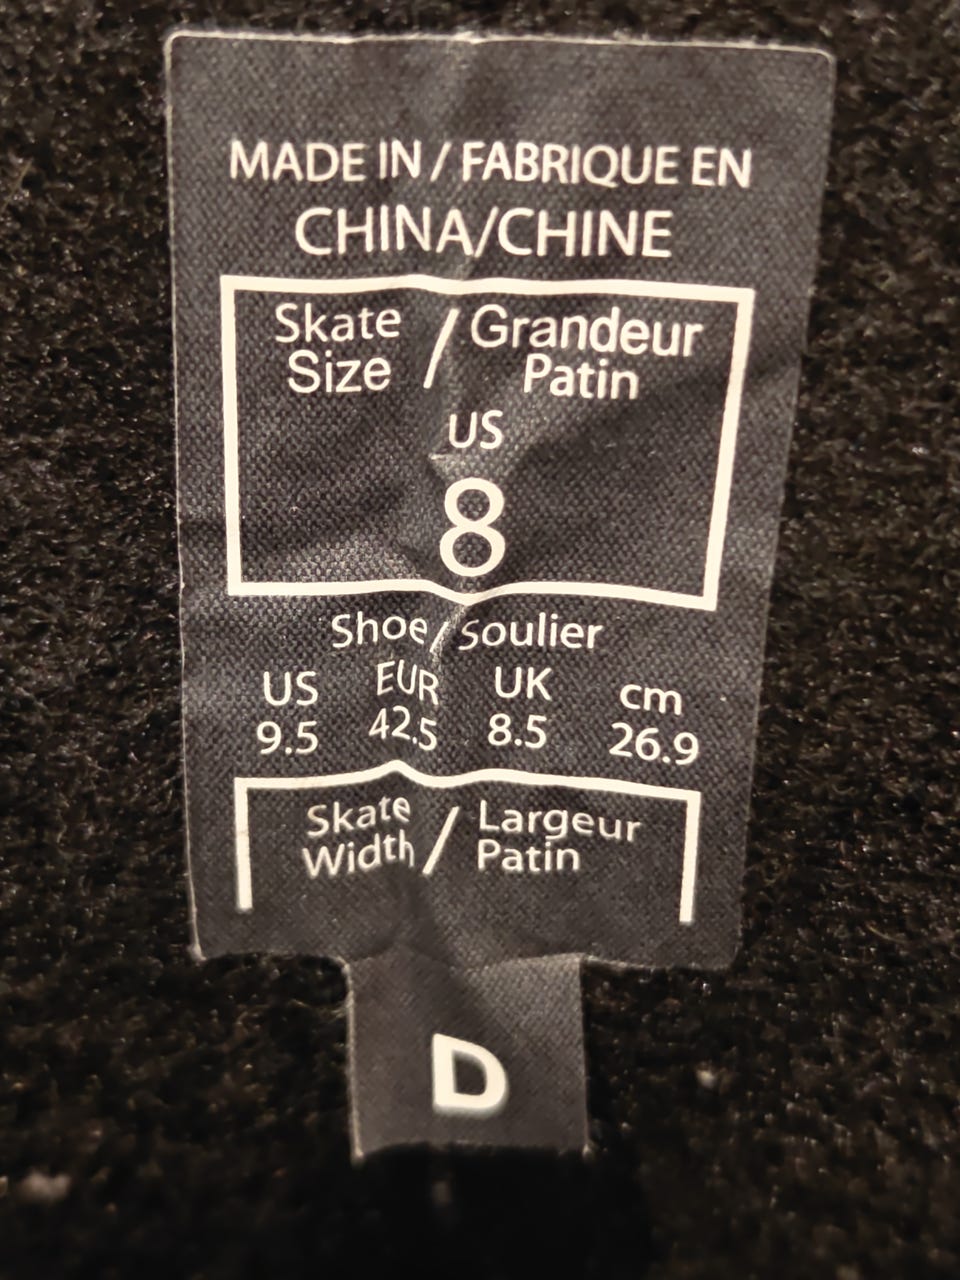 MADE IN / FABRIQUE EN
CHINA/CHINE
Skate Size / Grandeur Patin
US
8
Shoe/Soulier
US EUR UK cm
9.5 42.5 8.5 26.9
Skate Width / Largeur Patin
D